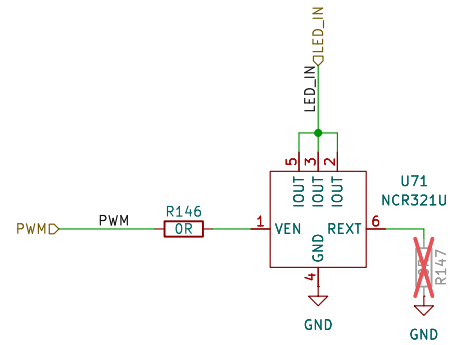 LED_IN
LED_IN
5
3
2
IOUT
IOUT
IOUT
U71
NCR321U
R146
PWM
PWM
0R
1
VEN
REXT
6
GND
4
R147
GND
GND